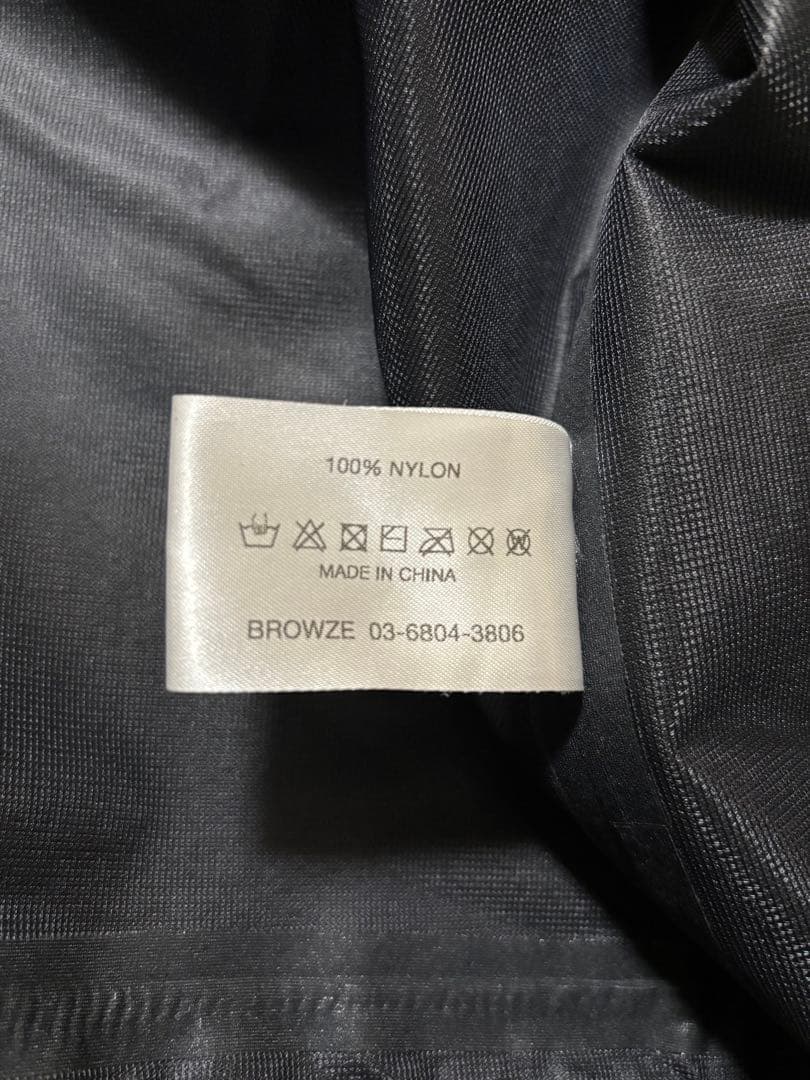 100% NYLON
MADE IN CHINA
BROWZE 03-6804-3806